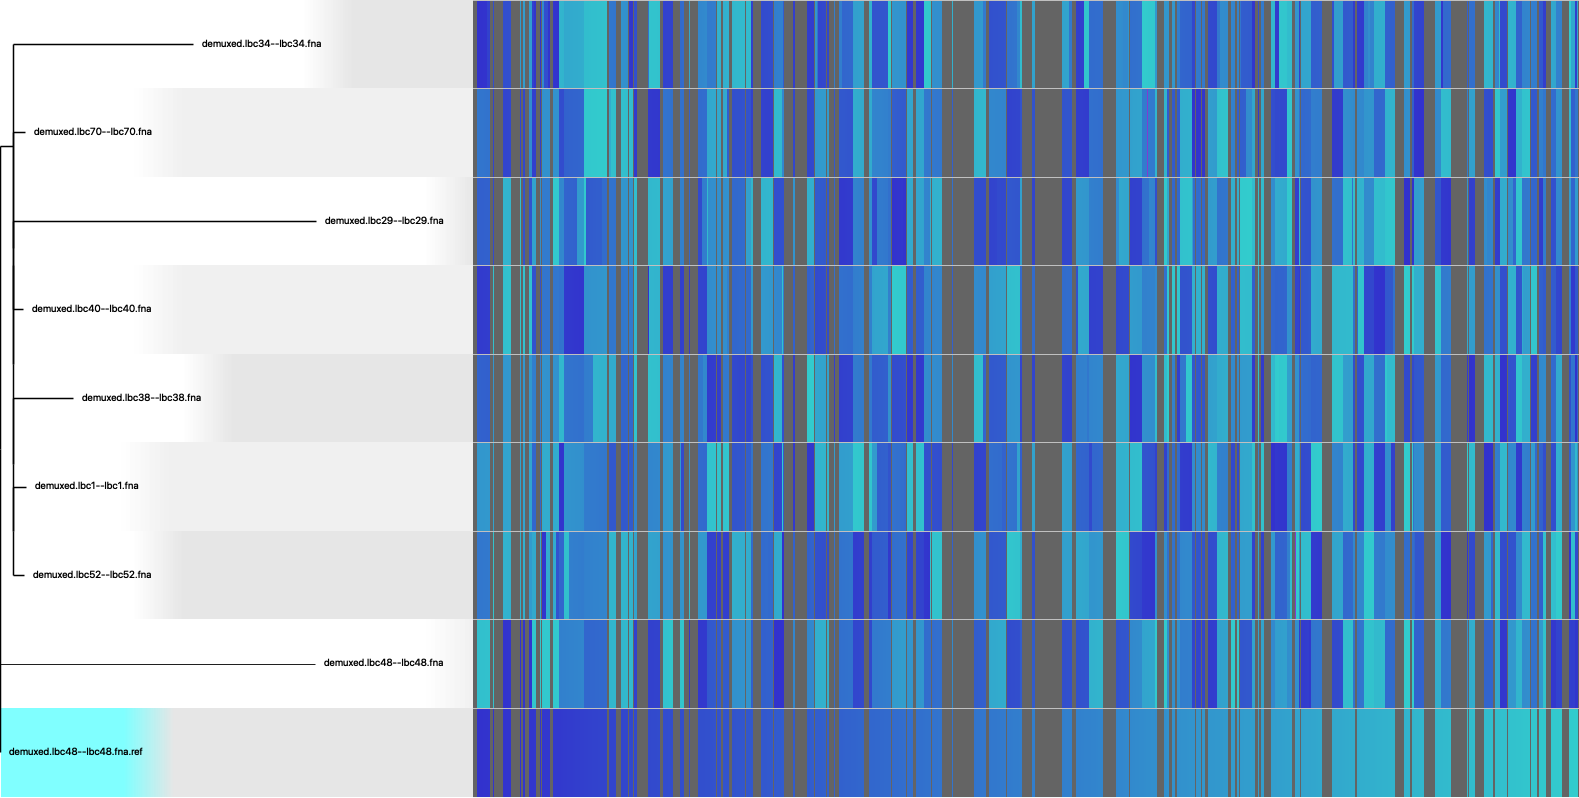 demuxed.lbc34--lbc34.fna
demuxed.lbc70--lbc70.fna
demuxed.lbc29--lbc29.fna
demuxed.lbc40--lbc40.fna
demuxed.lbc38--lbc38.fna
demuxed.lbc1--lbc1.fna
demuxed.lbc52--lbc52.fna
demuxed.lbc48--lbc48.fna
demuxed.lbc48--lbc48.fna.ref